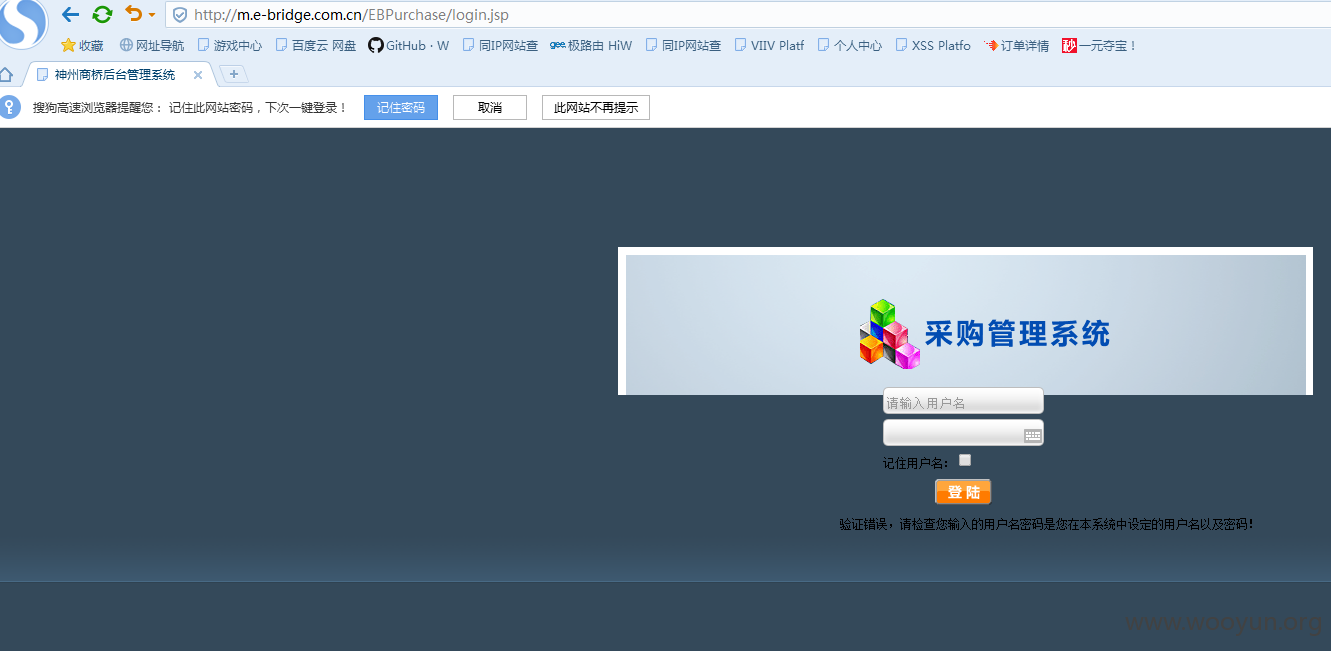 http://m.e-bridge.com.cn/EBPurchase/login.jsp
收藏 网址导航 游戏中心 百度云 网盘 GitHub · W 同IP网站查 gee 极路由 HiW 同IP网站查 VIIV Platf 个人中心 XSS Platfo 订单详情 秒 一元夺宝！
神州商桥后台管理系统
搜狗高速浏览器提醒您： 记住此网站密码，下次一键登录！ 记住密码 取消 此网站不再提示
采购管理系统
请输入用户名
记住用户名：
登 陆
验证错误，请检查您输入的用户名密码是您在本系统中设定的用户名以及密码！
www.wooyun.org